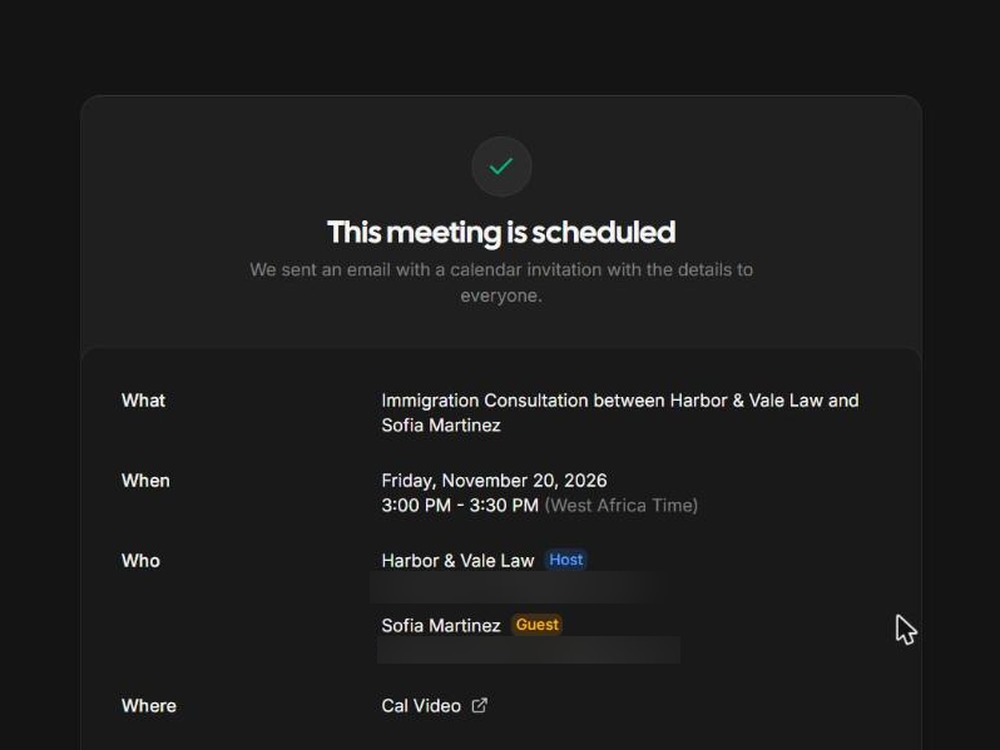 This meeting is scheduled
We sent an email with a calendar invitation with the details to
everyone.
What
Immigration Consultation between Harbor & Vale Law and
Sofia Martinez
When
Friday, November 20, 2026
3:00 PM - 3:30 PM (West Africa Time)
Who
Harbor & Vale Law Host
Sofia Martinez Guest
Where
Cal Video